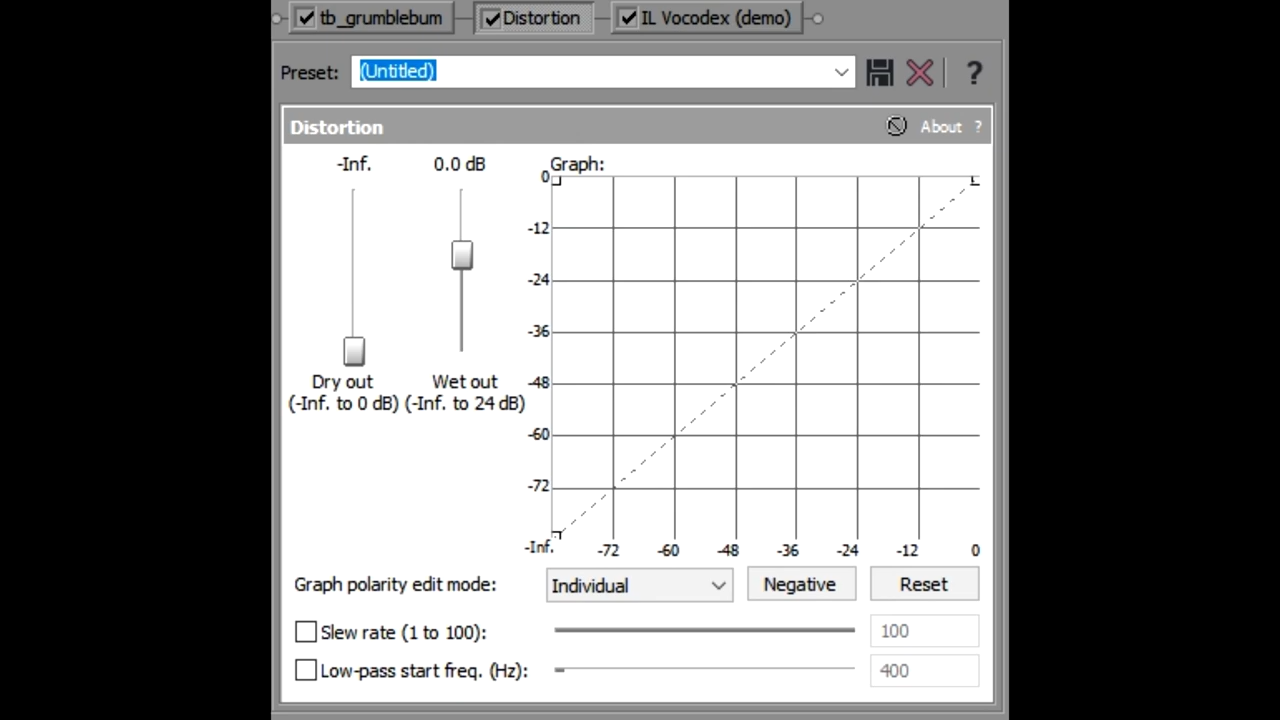 tb_grumblebum Distortion IL Vocodex (demo)
Preset: (Untitled) ?
Distortion About ?
-Inf. 0.0 dB Graph:
0
-12
-24
-36
-48
-60
-72
-Inf.
Dry out Wet out
(-Inf. to 0 dB) (-Inf. to 24 dB)
-72 -60 -48 -36 -24 -12 0
Graph polarity edit mode: Individual Negative Reset
Slew rate (1 to 100): 100
Low-pass start freq. (Hz): 400